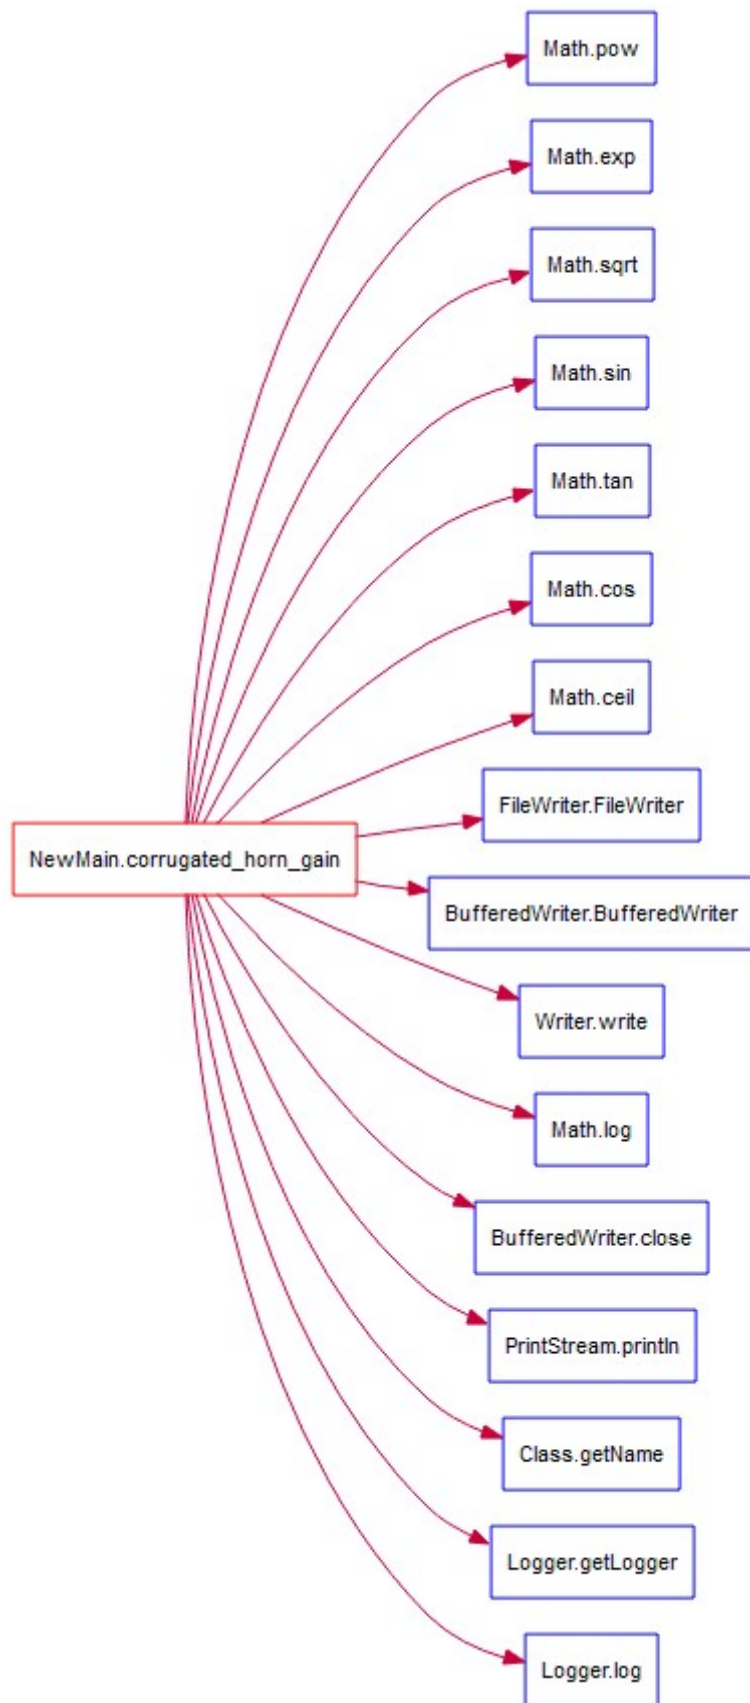 Math.pow
Math.exp
Math.sqrt
Math.sin
Math.tan
Math.cos
Math.ceil
FileWriter.FileWriter
NewMain.corrugated_horn_gain
BufferedWriter.BufferedWriter
Writer.write
Math.log
BufferedWriter.close
PrintStream.println
Class.getName
Logger.getLogger
Logger.log